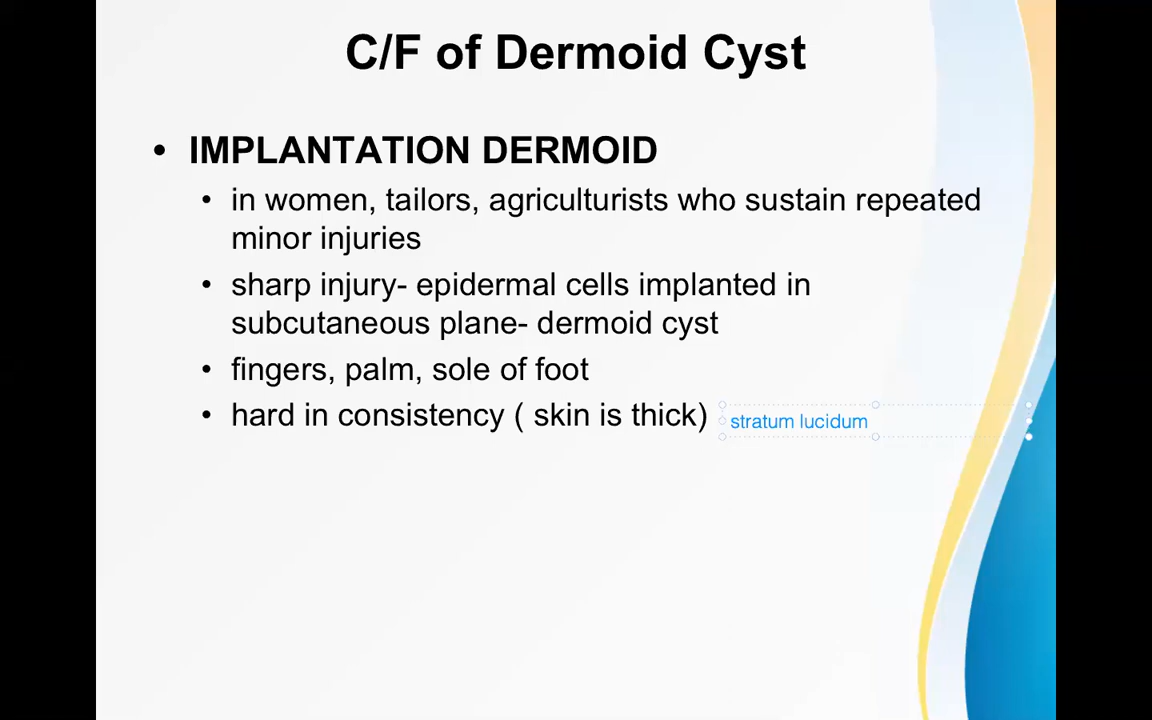 C/F of Dermoid Cyst
• IMPLANTATION DERMOID
• in women, tailors, agriculturists who sustain repeated
minor injuries
• sharp injury- epidermal cells implanted in
subcutaneous plane- dermoid cyst
• fingers, palm, sole of foot
• hard in consistency ( skin is thick) stratum lucidum